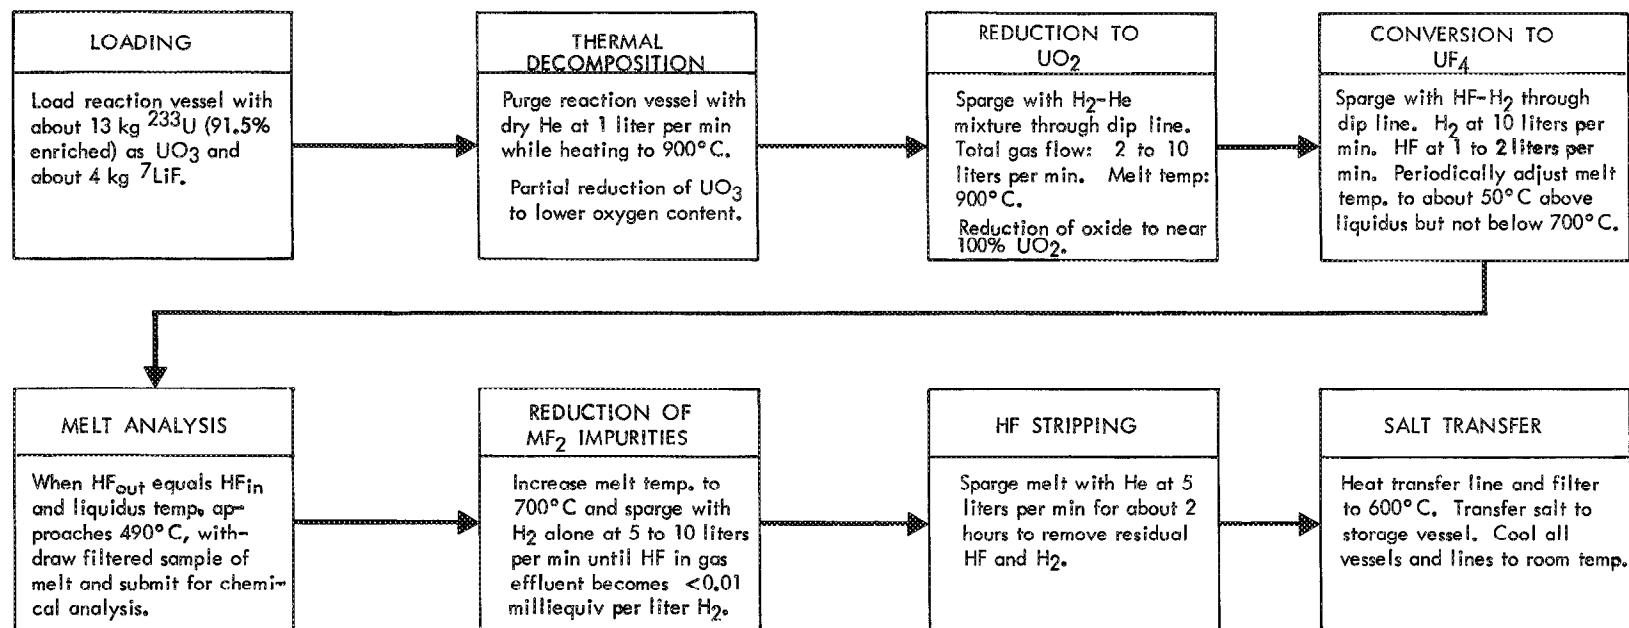 LOADING
Load reaction vessel with
about 13 kg ²³³U (91.5%
enriched) as UO₃ and
about 4 kg ⁷LiF.
THERMAL
DECOMPOSITION
Purge reaction vessel with
dry He at 1 liter per min
while heating to 900°C.
Partial reduction of UO₃
to lower oxygen content.
REDUCTION TO
UO₂
Sparge with H₂-He
mixture through dip line.
Total gas flow: 2 to 10
liters per min. Melt temp:
900°C.
Reduction of oxide to near
100% UO₂.
CONVERSION TO
UF₄
Sparge with HF-H₂ through
dip line. H₂ at 10 liters per
min. HF at 1 to 2 liters per
min. Periodically adjust melt
temp. to about 50°C above
liquidus but not below 700°C.
MELT ANALYSIS
When HFout equals HFin
and liquidus temp. ap-
proaches 490°C, with-
draw filtered sample of
melt and submit for chemi-
cal analysis.
REDUCTION OF
MF₂ IMPURITIES
Increase melt temp. to
700°C and sparge with
H₂ alone at 5 to 10 liters
per min until HF in gas
effluent becomes <0.01
milliequiv per liter H₂.
HF STRIPPING
Sparge melt with He at 5
liters per min for about 2
hours to remove residual
HF and H₂.
SALT TRANSFER
Heat transfer line and filter
to 600°C. Transfer salt to
storage vessel. Cool all
vessels and lines to room temp.